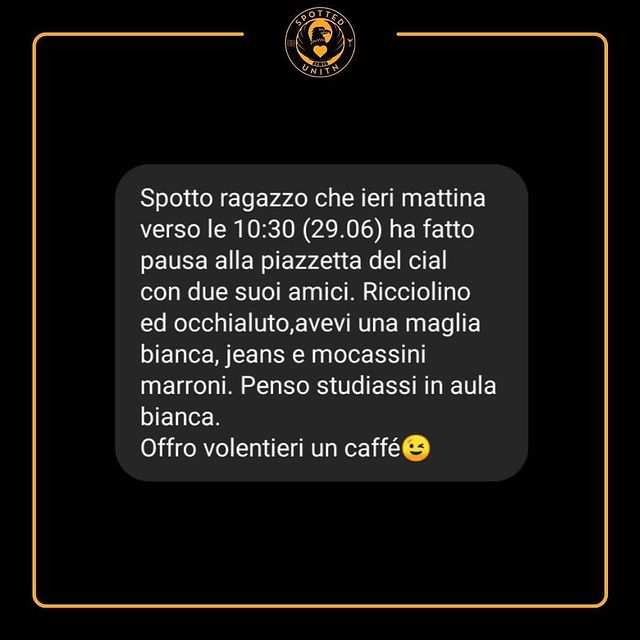 SPOTTED
UNITN
Spotto ragazzo che ieri mattina
verso le 10:30 (29.06) ha fatto
pausa alla piazzetta del cial
con due suoi amici. Ricciolino
ed occhialuto,avevi una maglia
bianca, jeans e mocassini
marroni. Penso studiassi in aula
bianca.
Offro volentieri un caffé😉